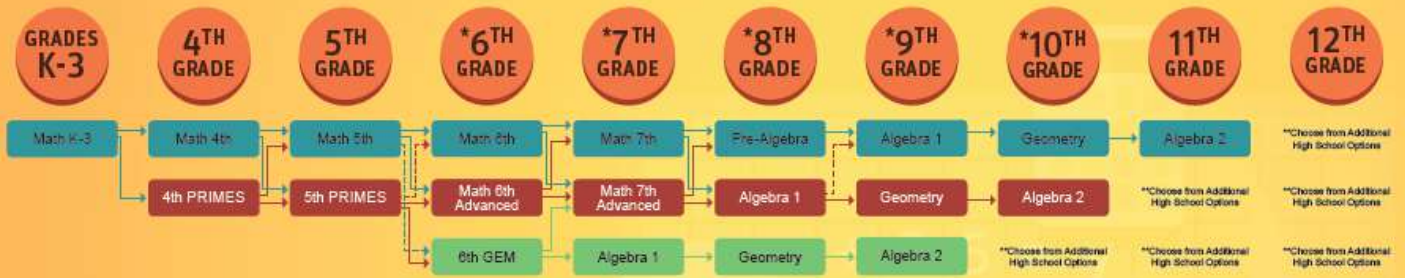 GRADES
K-3
4TH
GRADE
5TH
GRADE
*6TH
GRADE
*7TH
GRADE
*8TH
GRADE
*9TH
GRADE
*10TH
GRADE
11TH
GRADE
12TH
GRADE
Math K-3
Math 4th
Math 5th
Math 6th
Math 7th
Pre-Algebra
Algebra 1
Geometry
Algebra 2
**Choose from Additional
High School Options
4th PRIMES
5th PRIMES
Math 6th
Advanced
Math 7th
Advanced
Algebra 1
Geometry
Algebra 2
**Choose from Additional
High School Options
**Choose from Additional
High School Options
6th GEM
Algebra 1
Geometry
Algebra 2
**Choose from Additional
High School Options
**Choose from Additional
High School Options
**Choose from Additional
High School Options